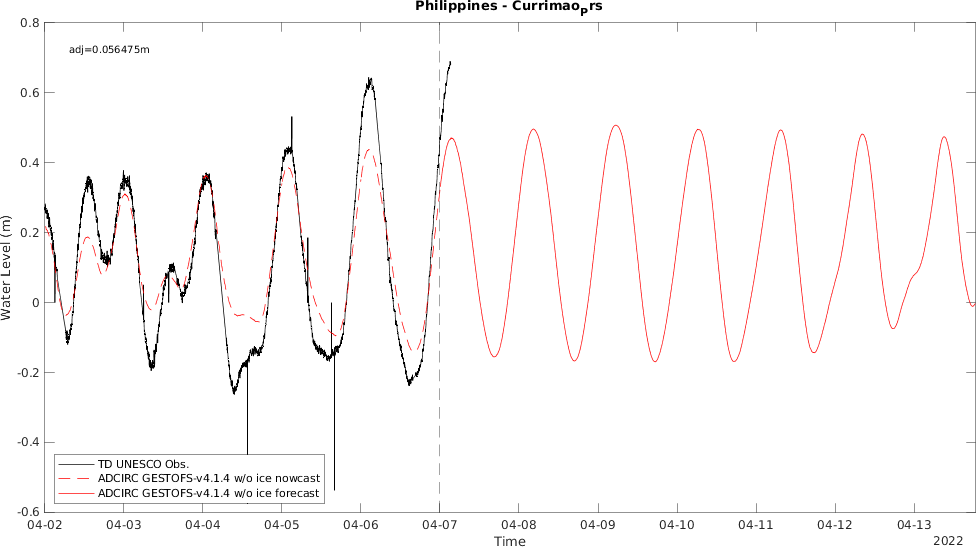 Philippines - Currimaoprs
adj=0.056475m
0.8
0.6
0.4
0.2
0
-0.2
-0.4
-0.6
Water Level (m)
TD UNESCO Obs.
ADCIRC GESTOFS-v4.1.4 w/o ice nowcast
ADCIRC GESTOFS-v4.1.4 w/o ice forecast
04-02 04-03 04-04 04-05 04-06 04-07 04-08 04-09 04-10 04-11 04-12 04-13
Time
2022